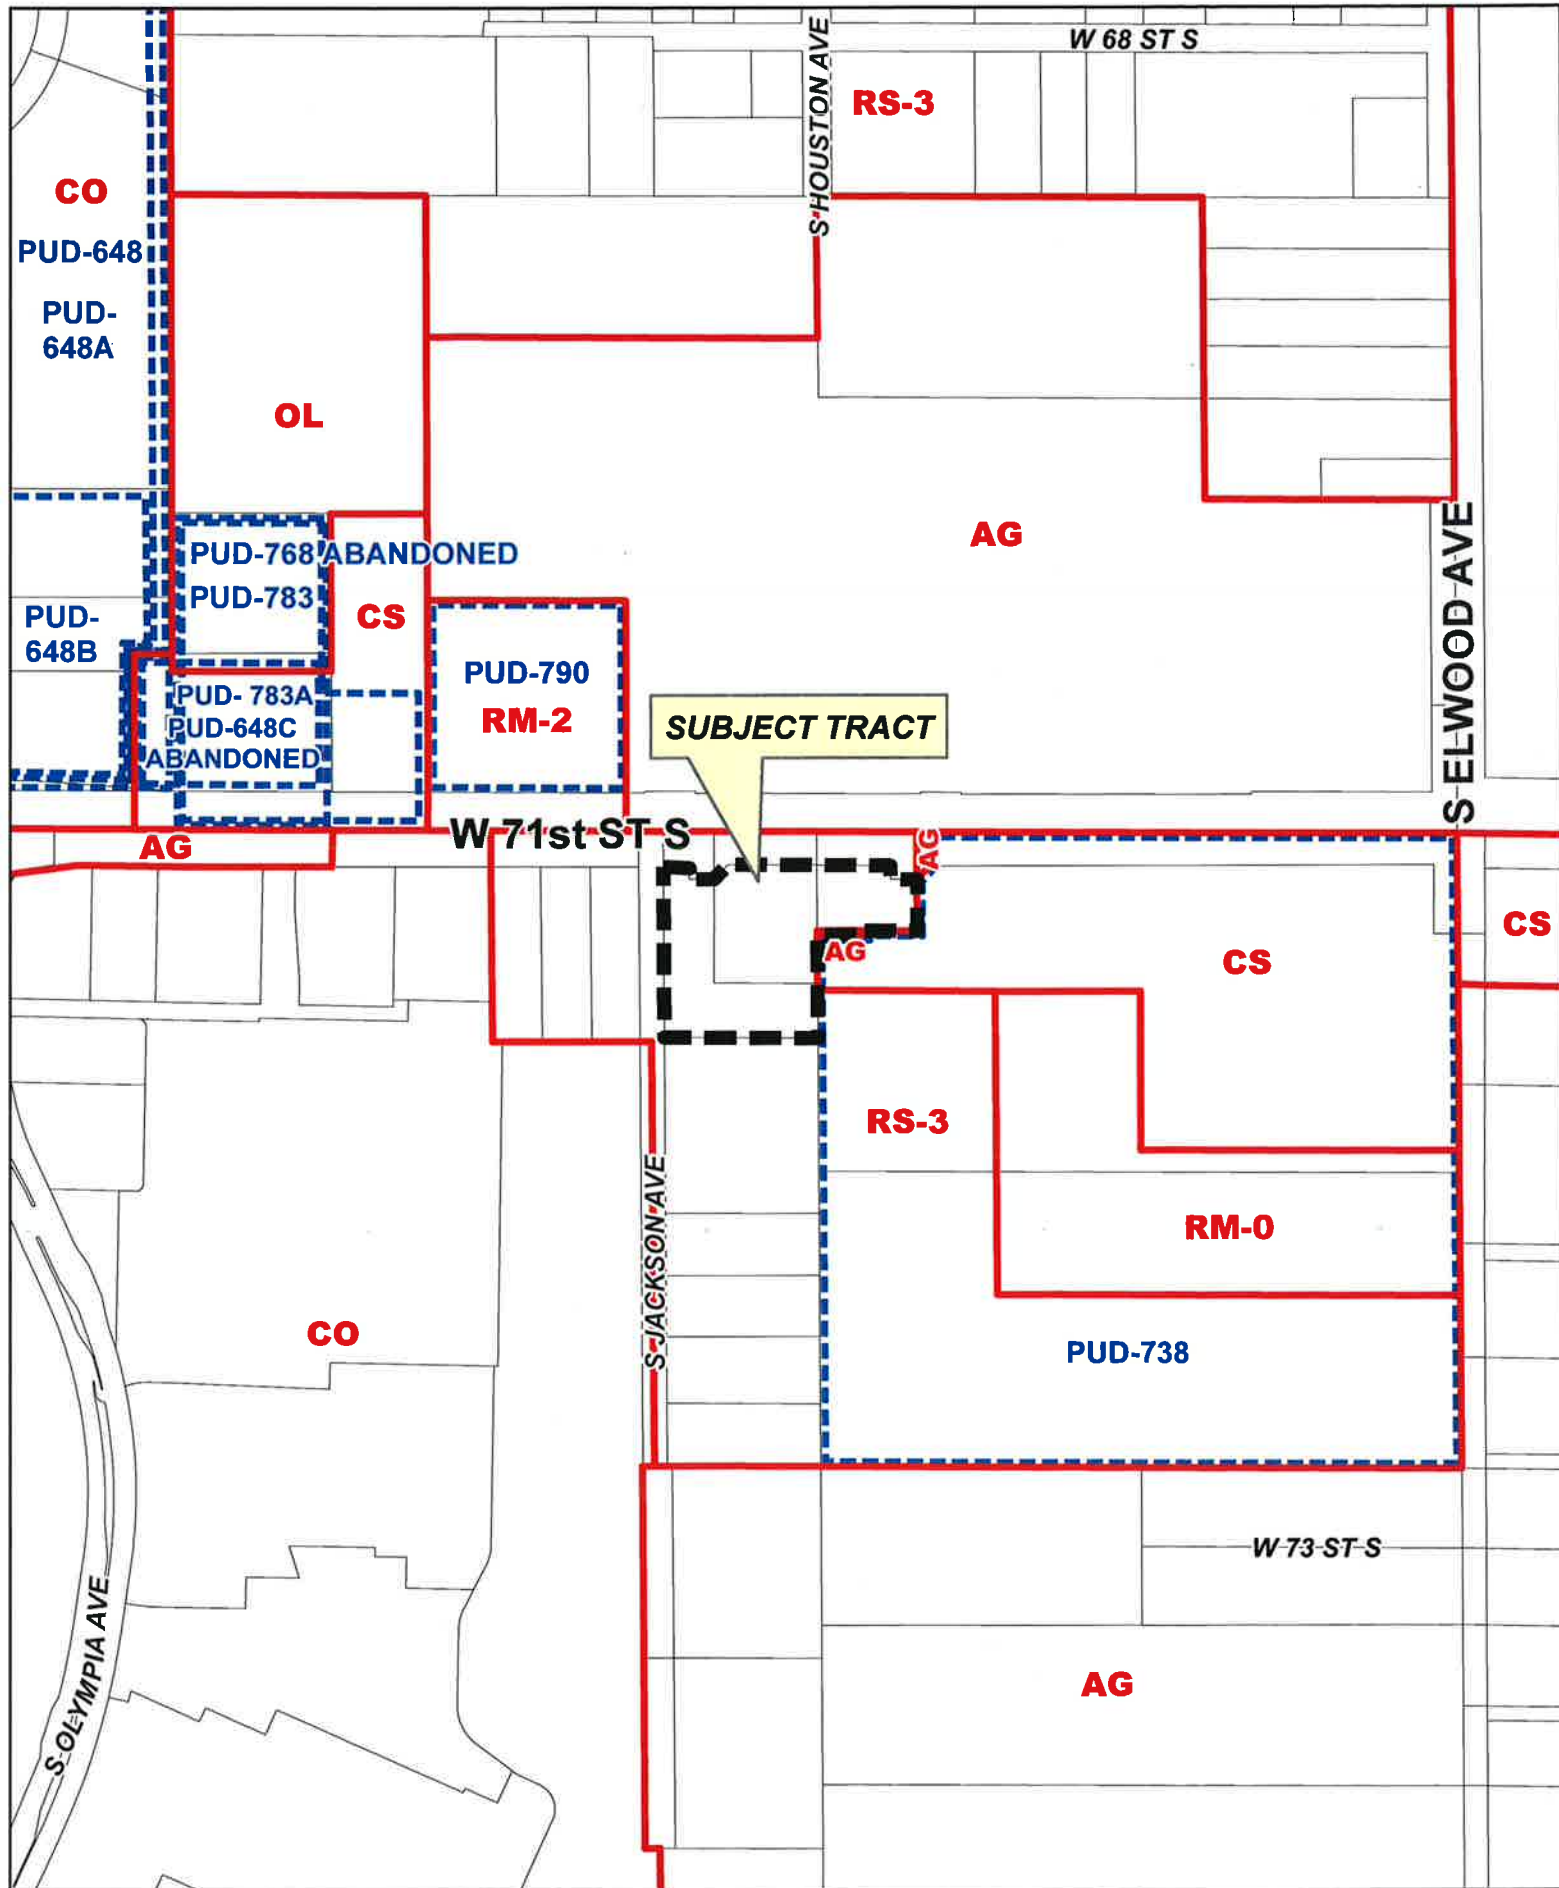 W 68 ST S
S HOUSTON AVE
RS-3
CO
PUD-648
PUD-
648A
OL
AG
S ELWOOD AVE
PUD-768 ABANDONED
PUD-783
CS
PUD-
648B
PUD-790
RM-2
PUD- 783A
PUD-648C
ABANDONED
SUBJECT TRACT
W 71st ST S
AG
AG
AG
CS
CS
RS-3
RM-0
S JACKSON AVE
CO
PUD-738
W 73 ST S
S OLYMPIA AVE
AG